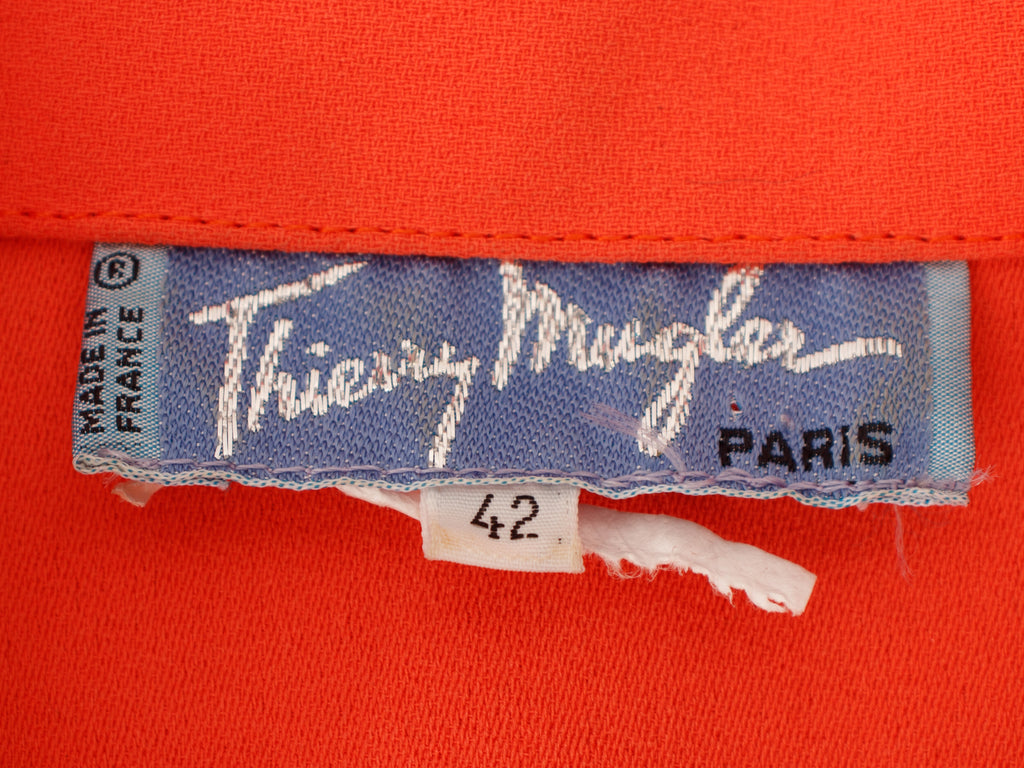 MADE IN ®
FRANCE
Thierry Mugler
PARIS
42